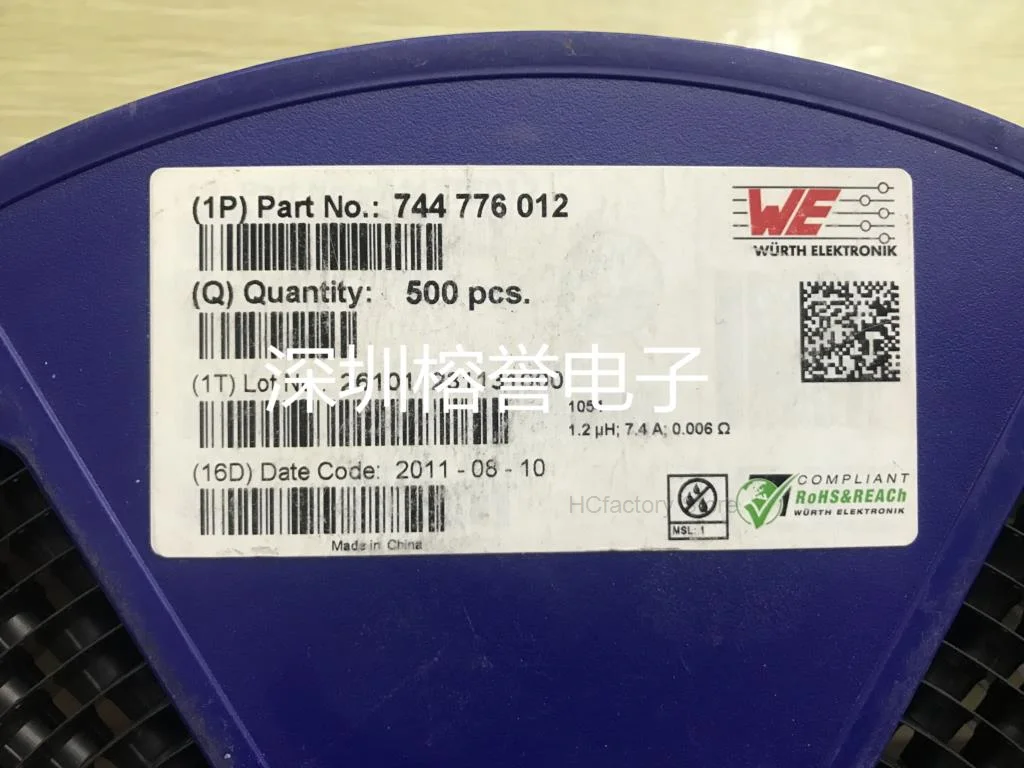 (1P) Part No.: 744 776 012
WE
WÜRTH ELEKTRONIK
(Q) Quantity: 500 pcs.
深圳榕誉电子
(1T) Lot
1.2 µH; 7.4 A; 0.006 Ω
(16D) Date Code: 2011 - 08 - 10
HCfactory Store
MSL: 1
COMPLIANT
RoHS&REACh
WÜRTH ELEKTRONIK
Made in China